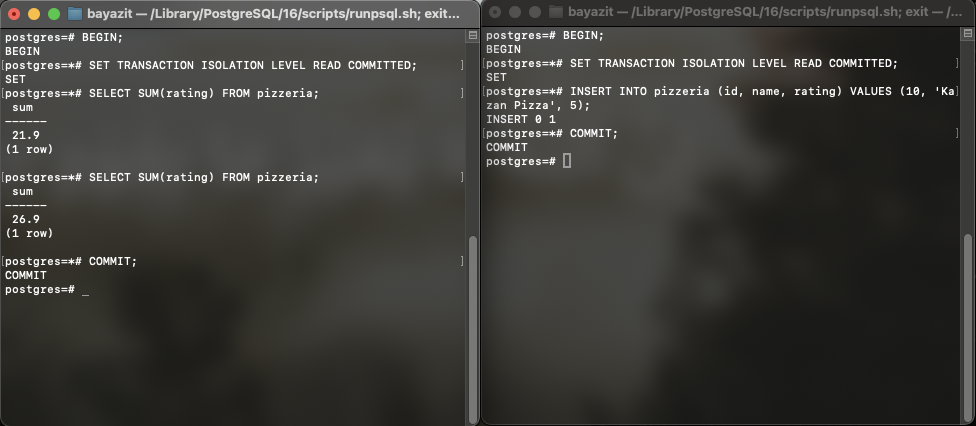 bayazit — /Library/PostgreSQL/16/scripts/runpsql.sh; exit...
postgres=# BEGIN;
BEGIN
[postgres=*# SET TRANSACTION ISOLATION LEVEL READ COMMITTED; ]
SET
[postgres=*# SELECT SUM(rating) FROM pizzeria; ]
sum
------
21.9
(1 row)
[postgres=*# SELECT SUM(rating) FROM pizzeria; ]
sum
------
26.9
(1 row)
[postgres=*# COMMIT; ]
COMMIT
postgres=# _
bayazit — /Library/PostgreSQL/16/scripts/runpsql.sh; exit — /...
postgres=# BEGIN;
BEGIN
[postgres=*# SET TRANSACTION ISOLATION LEVEL READ COMMITTED; ]
SET
[postgres=*# INSERT INTO pizzeria (id, name, rating) VALUES (10, 'Ka]
zan Pizza', 5);
INSERT 0 1
[postgres=*# COMMIT; ]
COMMIT
postgres=#